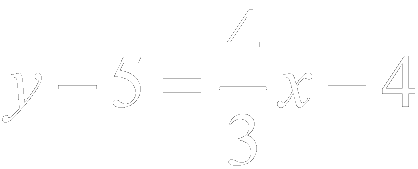 y − 5 = 4/3 x − 4